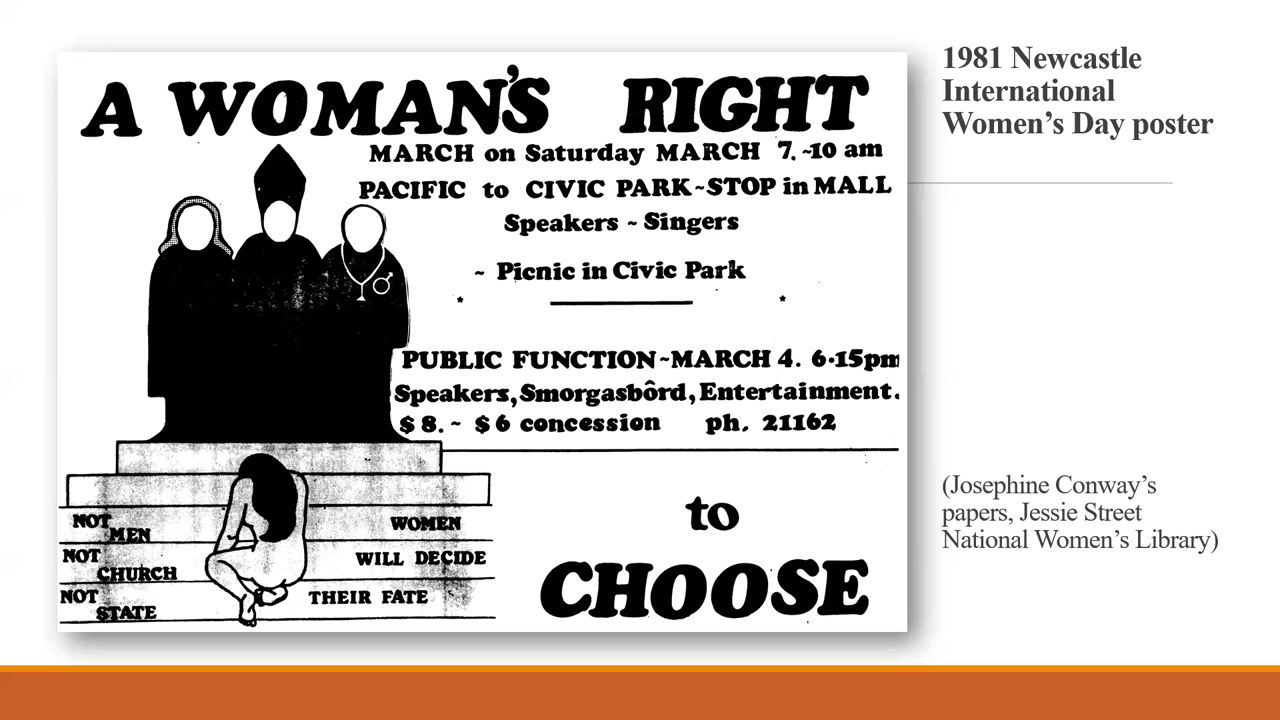 A WOMAN'S RIGHT
MARCH on Saturday MARCH 7. ~10 am
PACIFIC to CIVIC PARK ~ STOP in MALL
Speakers ~ Singers
~ Picnic in Civic Park
PUBLIC FUNCTION ~ MARCH 4. 6·15pm
Speakers, Smorgasbôrd, Entertainment.
$8. ~ $6 concession ph. 21162
to
CHOOSE
NOT MEN
NOT CHURCH
NOT STATE
WOMEN
WILL DECIDE
THEIR FATE
1981 Newcastle
International
Women's Day poster
(Josephine Conway's
papers, Jessie Street
National Women's Library)